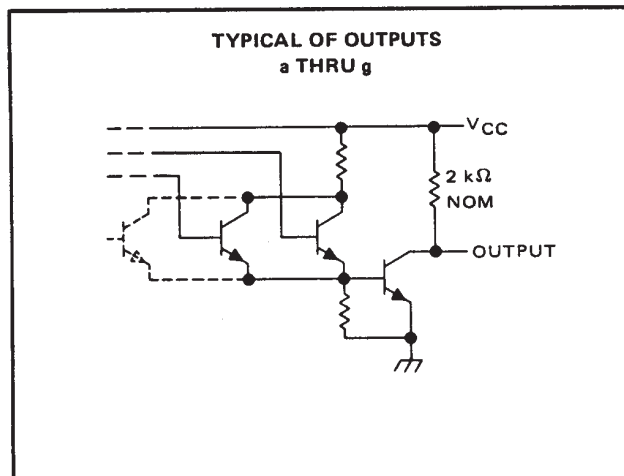 TYPICAL OF OUTPUTS
a THRU g
VCC
2 kΩ
NOM
OUTPUT